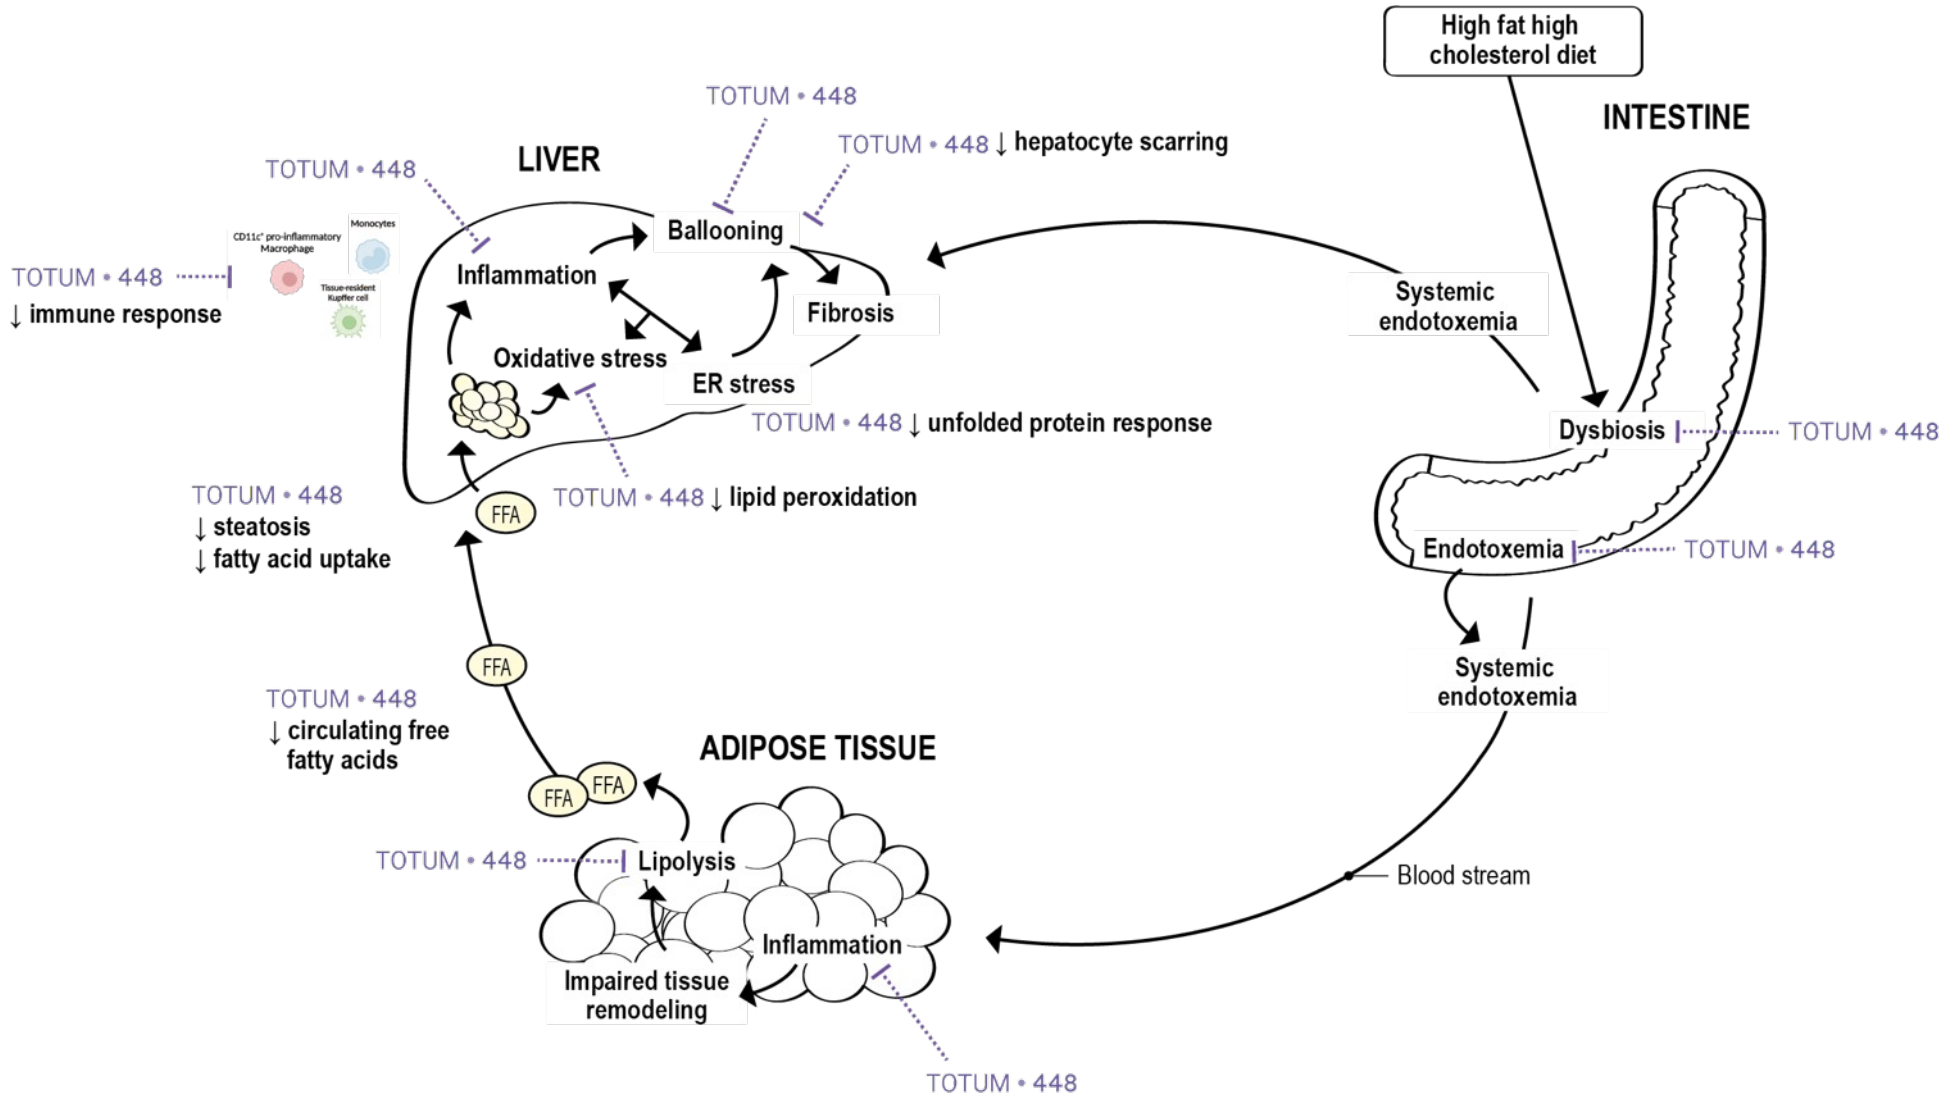 High fat high
cholesterol diet
INTESTINE
TOTUM • 448
TOTUM • 448 ↓ hepatocyte scarring
LIVER
TOTUM • 448
Monocytes
CD11c⁺ pro-inflammatory
Macrophage
Tissue-resident
Kupffer cell
TOTUM • 448
↓ immune response
Ballooning
Inflammation
Fibrosis
Oxidative stress
ER stress
TOTUM • 448 ↓ unfolded protein response
TOTUM • 448 ↓ lipid peroxidation
Systemic
endotoxemia
Dysbiosis
TOTUM • 448
Endotoxemia
TOTUM • 448
Systemic
endotoxemia
TOTUM • 448
↓ steatosis
↓ fatty acid uptake
FFA
FFA
TOTUM • 448
↓ circulating free
fatty acids
FFA
FFA
ADIPOSE TISSUE
TOTUM • 448
Lipolysis
Inflammation
Impaired tissue
remodeling
Blood stream
TOTUM • 448